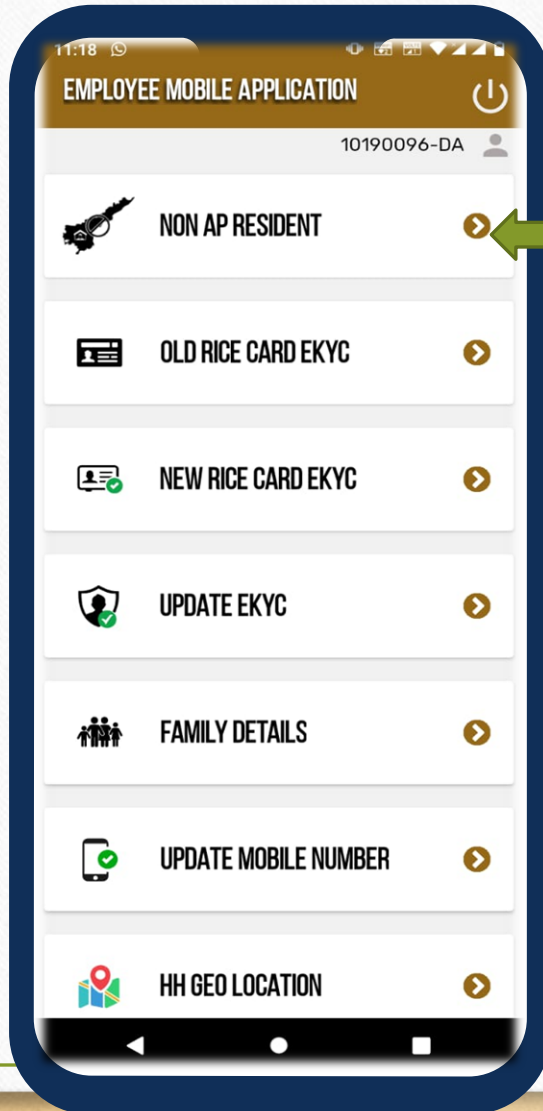 11:18
EMPLOYEE MOBILE APPLICATION
10190096-DA
NON AP RESIDENT
OLD RICE CARD EKYC
NEW RICE CARD EKYC
UPDATE EKYC
FAMILY DETAILS
UPDATE MOBILE NUMBER
HH GEO LOCATION